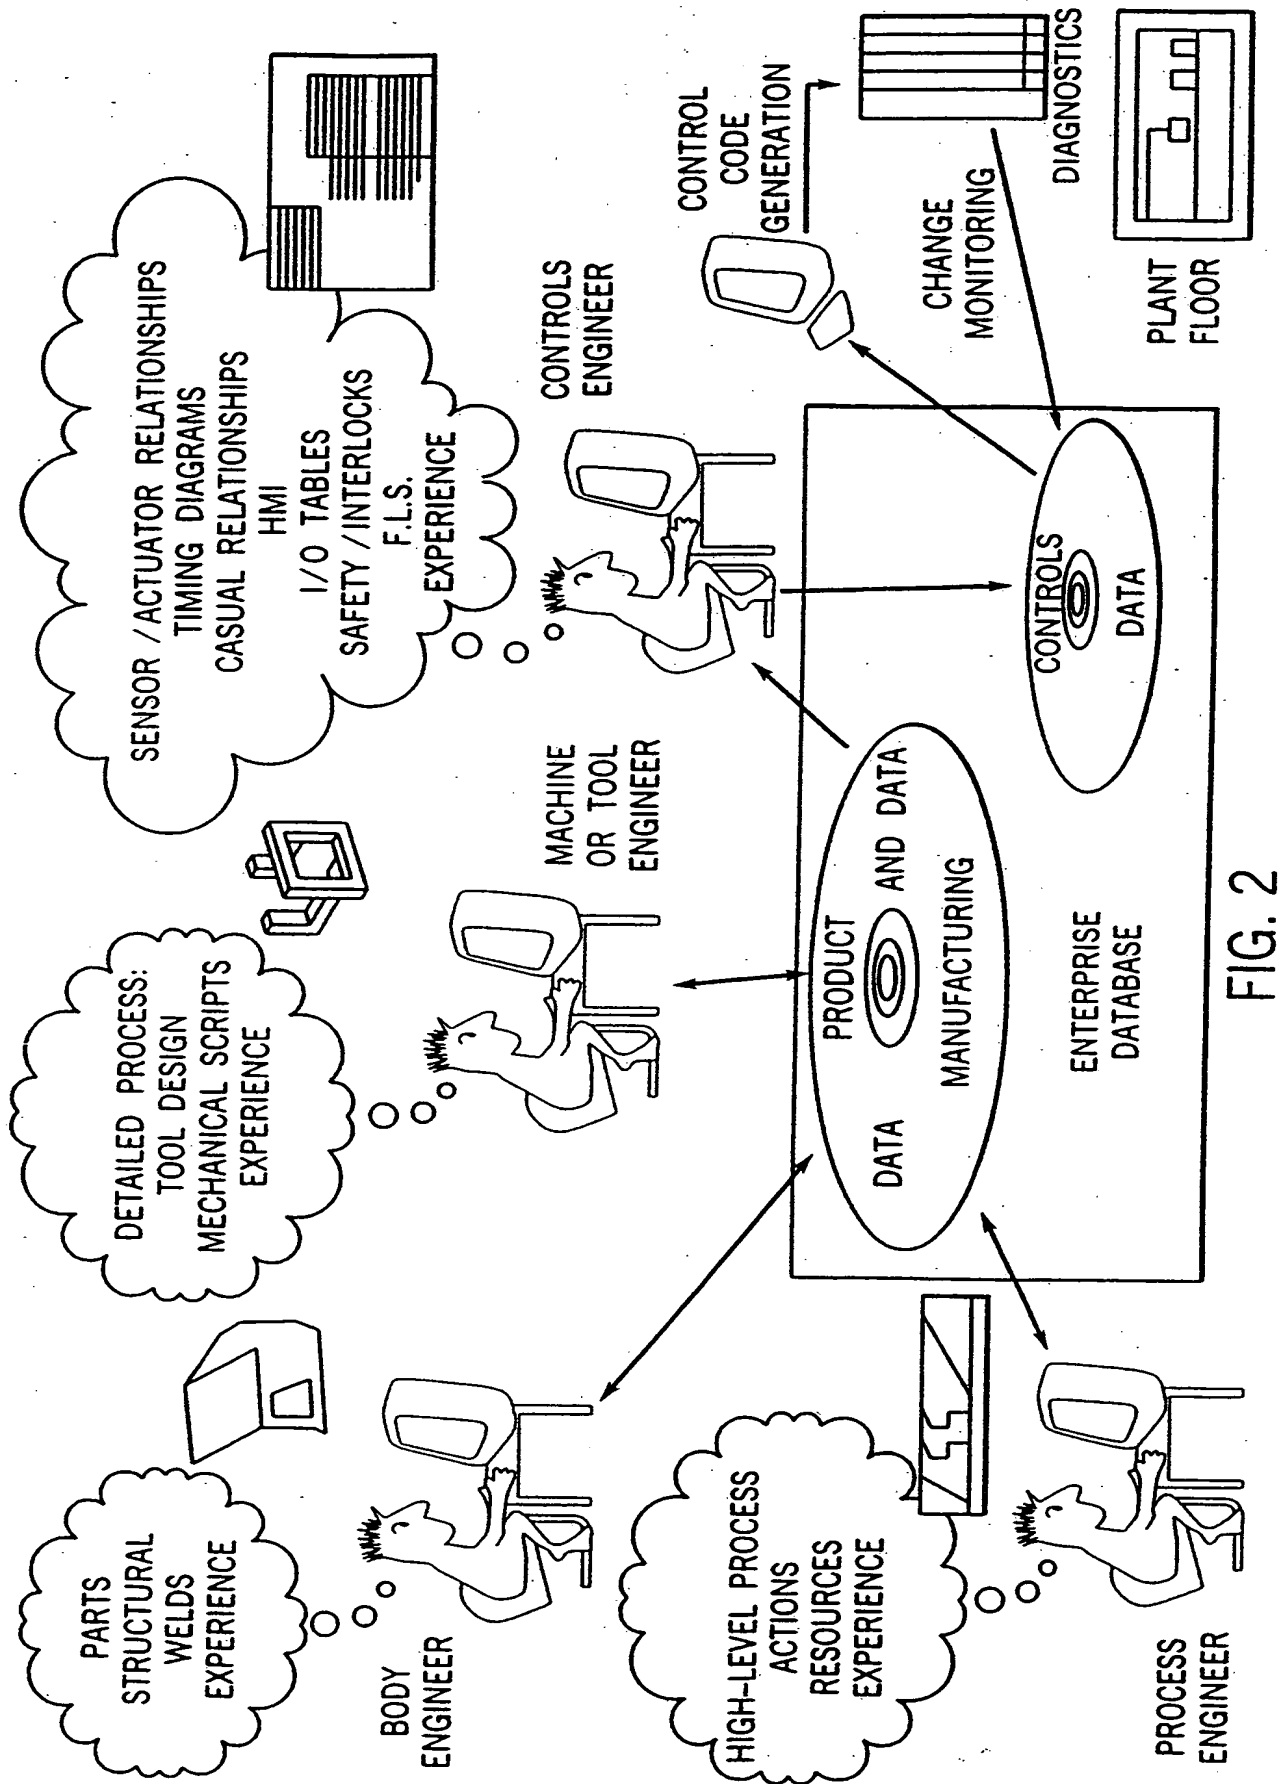 PARTS
STRUCTURAL
WELDS
EXPERIENCE
BODY
ENGINEER
DETAILED PROCESS:
TOOL DESIGN
MECHANICAL SCRIPTS
EXPERIENCE
MACHINE
OR TOOL
ENGINEER
SENSOR / ACTUATOR RELATIONSHIPS
TIMING DIAGRAMS
CASUAL RELATIONSHIPS
HMI
I/O TABLES
SAFETY / INTERLOCKS
F.L.S.
EXPERIENCE
CONTROLS
ENGINEER
HIGH-LEVEL PROCESS
ACTIONS
RESOURCES
EXPERIENCE
PROCESS
ENGINEER
PRODUCT
DATA
AND DATA
MANUFACTURING
ENTERPRISE
DATABASE
CONTROLS
DATA
CONTROL
CODE
GENERATION
CHANGE
MONITORING
DIAGNOSTICS
PLANT
FLOOR
FIG. 2